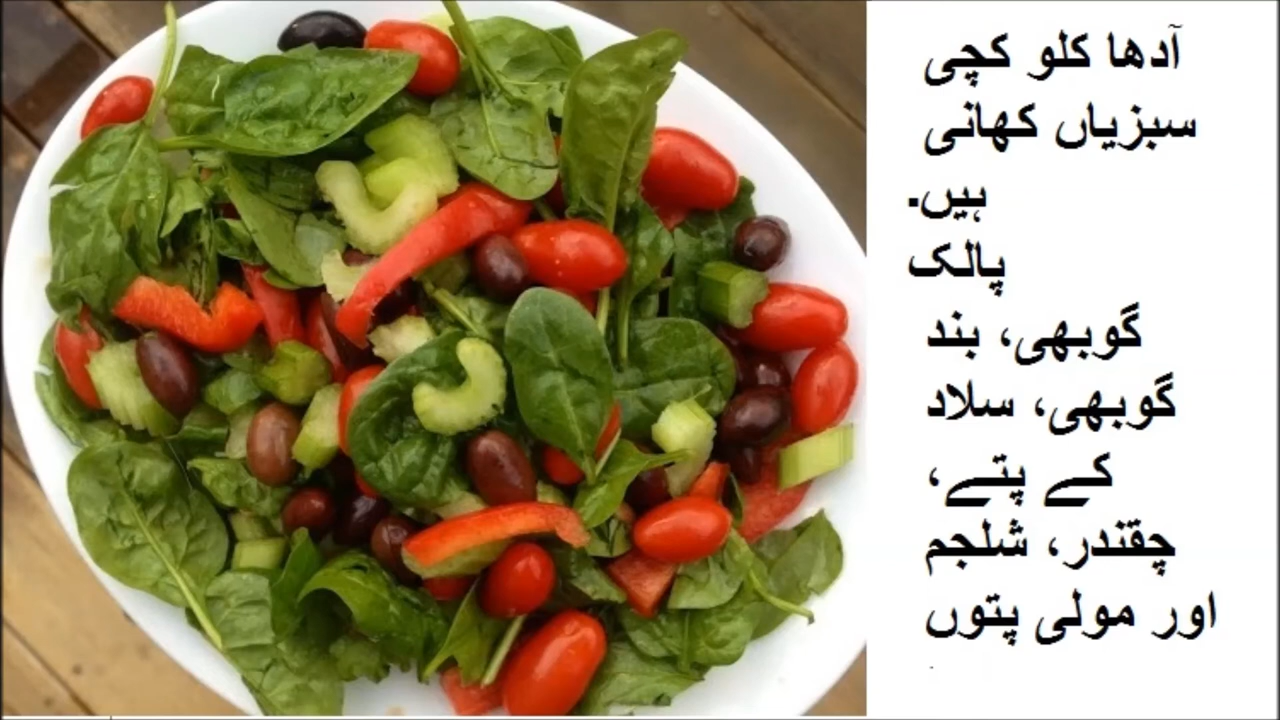 آدھا کلو کچی
سبزیاں کھانی
ہیں۔
پالک
گوبھی، بند
گوبھی، سلاد
کے پتے،
چقندر، شلجم
اور مولی پتوں